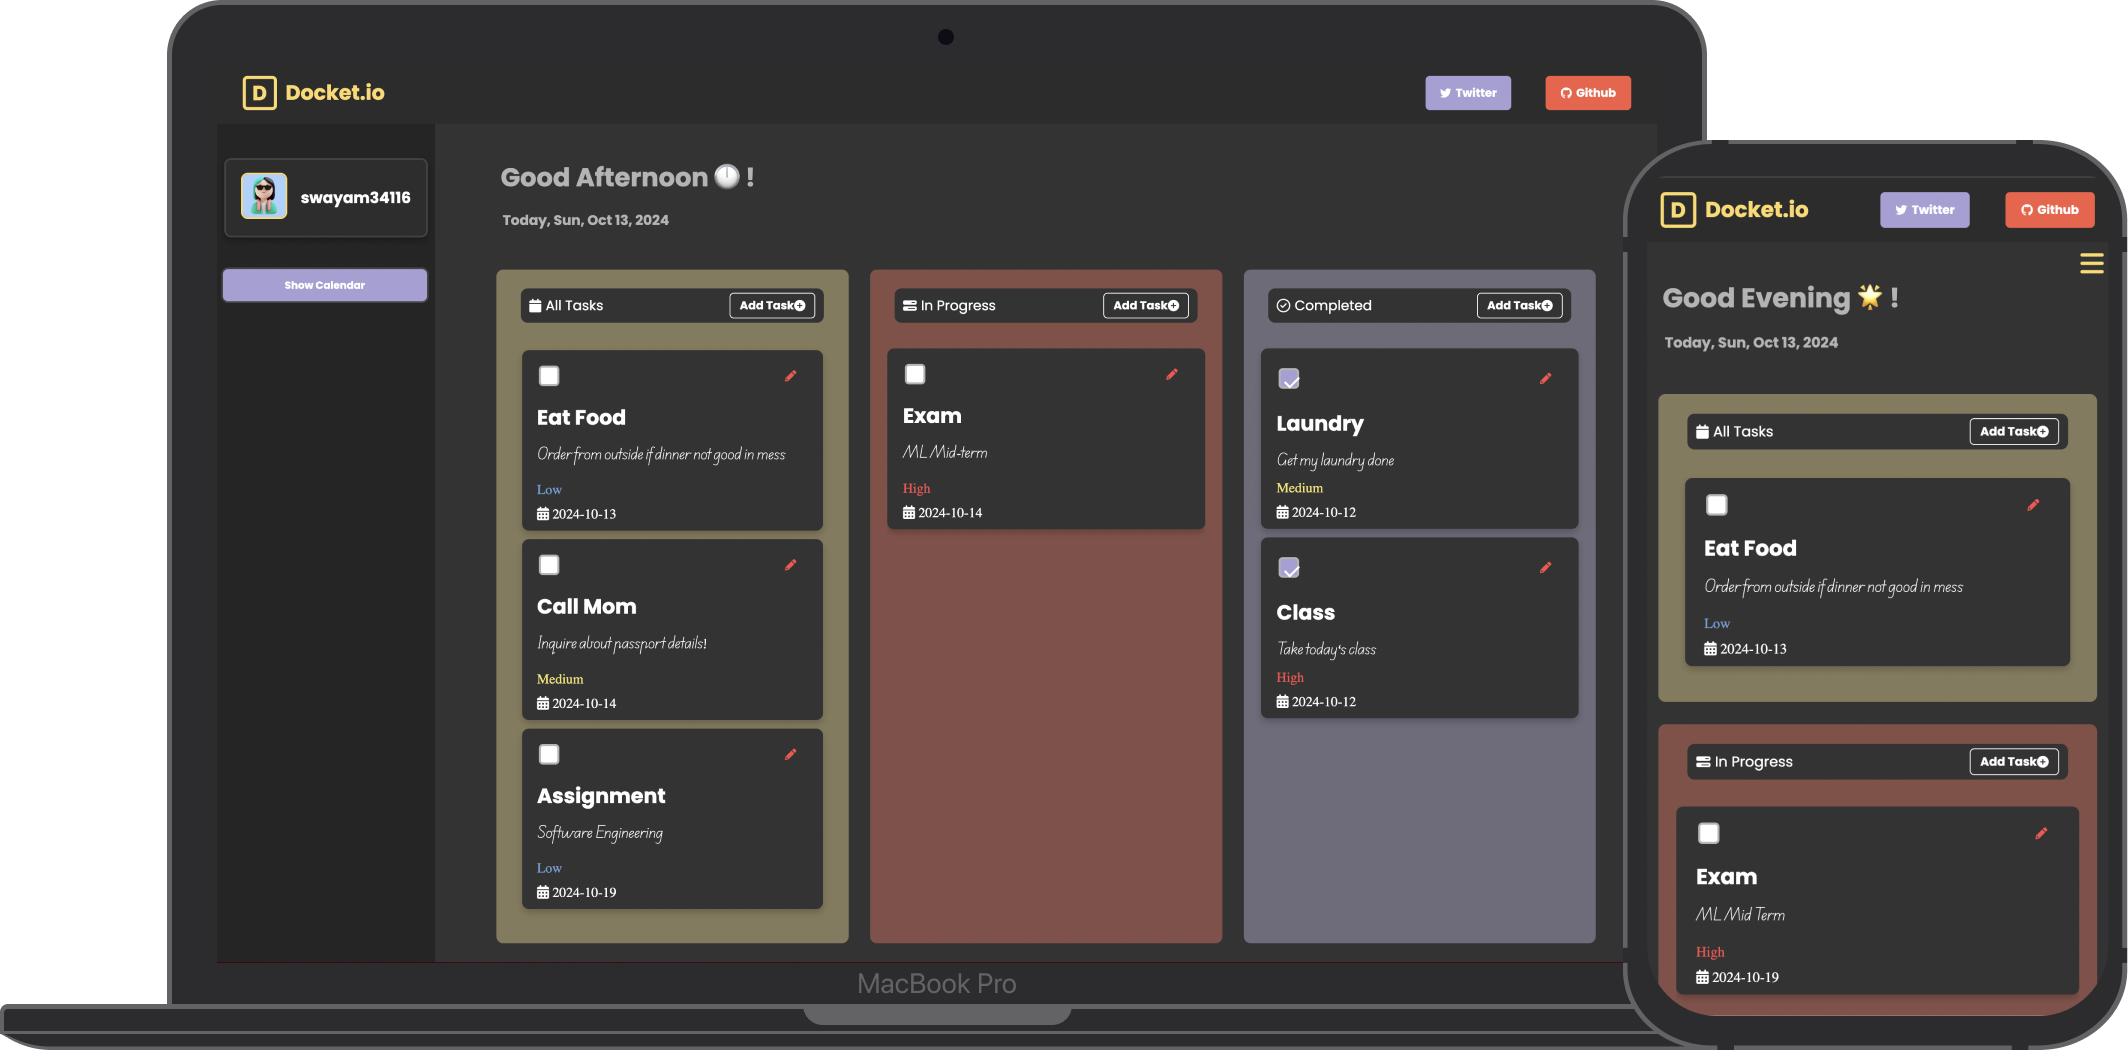 D Docket.io
Twitter
Github
swayam34116
Show Calendar
Good Afternoon 🕛 !
Today, Sun, Oct 13, 2024
All Tasks
Add Task
Eat Food
Order from outside if dinner not good in mess
Low
2024-10-13
Call Mom
Inquire about passport details!
Medium
2024-10-14
Assignment
Software Engineering
Low
2024-10-19
In Progress
Add Task
Exam
ML Mid-term
High
2024-10-14
Completed
Add Task
Laundry
Get my laundry done
Medium
2024-10-12
Class
Take today's class
High
2024-10-12
MacBook Pro
D Docket.io
Twitter
Github
Good Evening 🌟 !
Today, Sun, Oct 13, 2024
All Tasks
Add Task
Eat Food
Order from outside if dinner not good in mess
Low
2024-10-13
In Progress
Add Task
Exam
ML Mid Term
High
2024-10-19